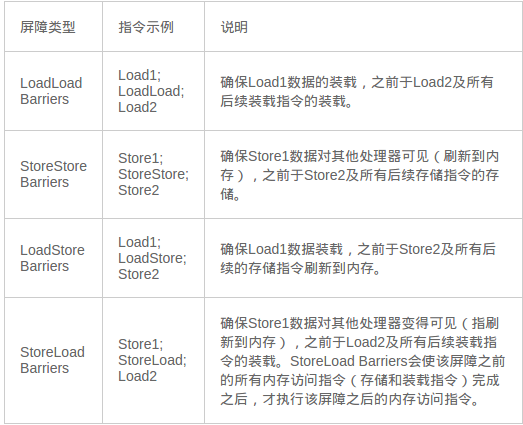 屏障类型
指令示例
说明
LoadLoad
Barriers
Load1;
LoadLoad;
Load2
确保Load1数据的装载，之前于Load2及所有
后续装载指令的装载。
StoreStore
Barriers
Store1;
StoreStore;
Store2
确保Store1数据对其他处理器可见（刷新到内
存），之前于Store2及所有后续存储指令的存
储。
LoadStore
Barriers
Load1;
LoadStore;
Store2
确保Load1数据装载，之前于Store2及所有后
续的存储指令刷新到内存。
StoreLoad
Barriers
Store1;
StoreLoad;
Load2
确保Store1数据对其他处理器变得可见（指刷
新到内存），之前于Load2及所有后续装载指
令的装载。StoreLoad Barriers会使该屏障之前
的所有内存访问指令（存储和装载指令）完成
之后，才执行该屏障之后的内存访问指令。